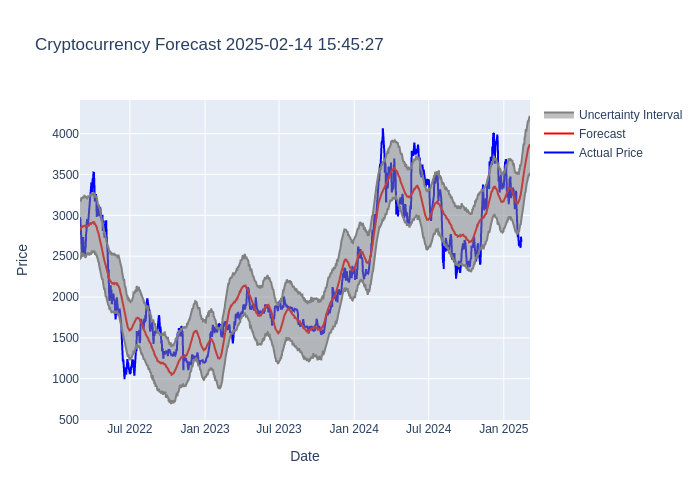 Cryptocurrency Forecast 2025-02-14 15:45:27
Uncertainty Interval
Forecast
Actual Price
Price
4000
3500
3000
2500
2000
1500
1000
500
Jul 2022 Jan 2023 Jul 2023 Jan 2024 Jul 2024 Jan 2025
Date